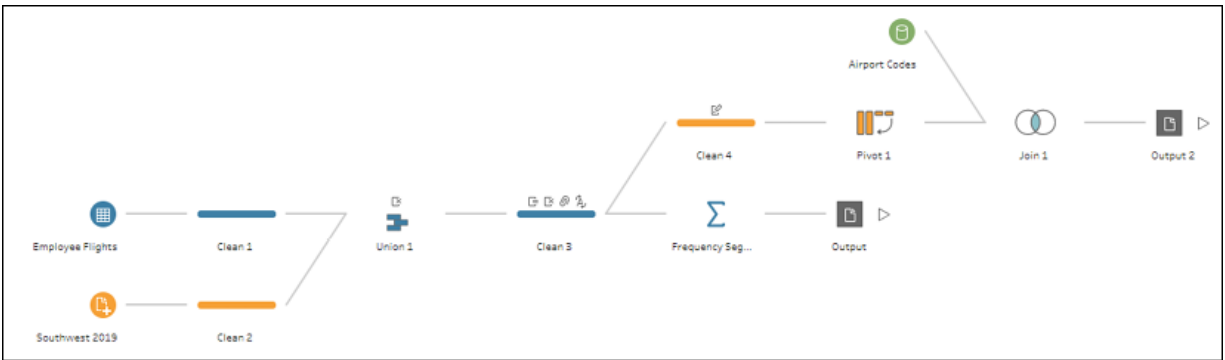 Airport Codes
Clean 4
Pivot 1
Join 1
Output 2
Employee Flights
Clean 1
Union 1
Clean 3
Frequency Seg...
Output
Southwest 2019
Clean 2